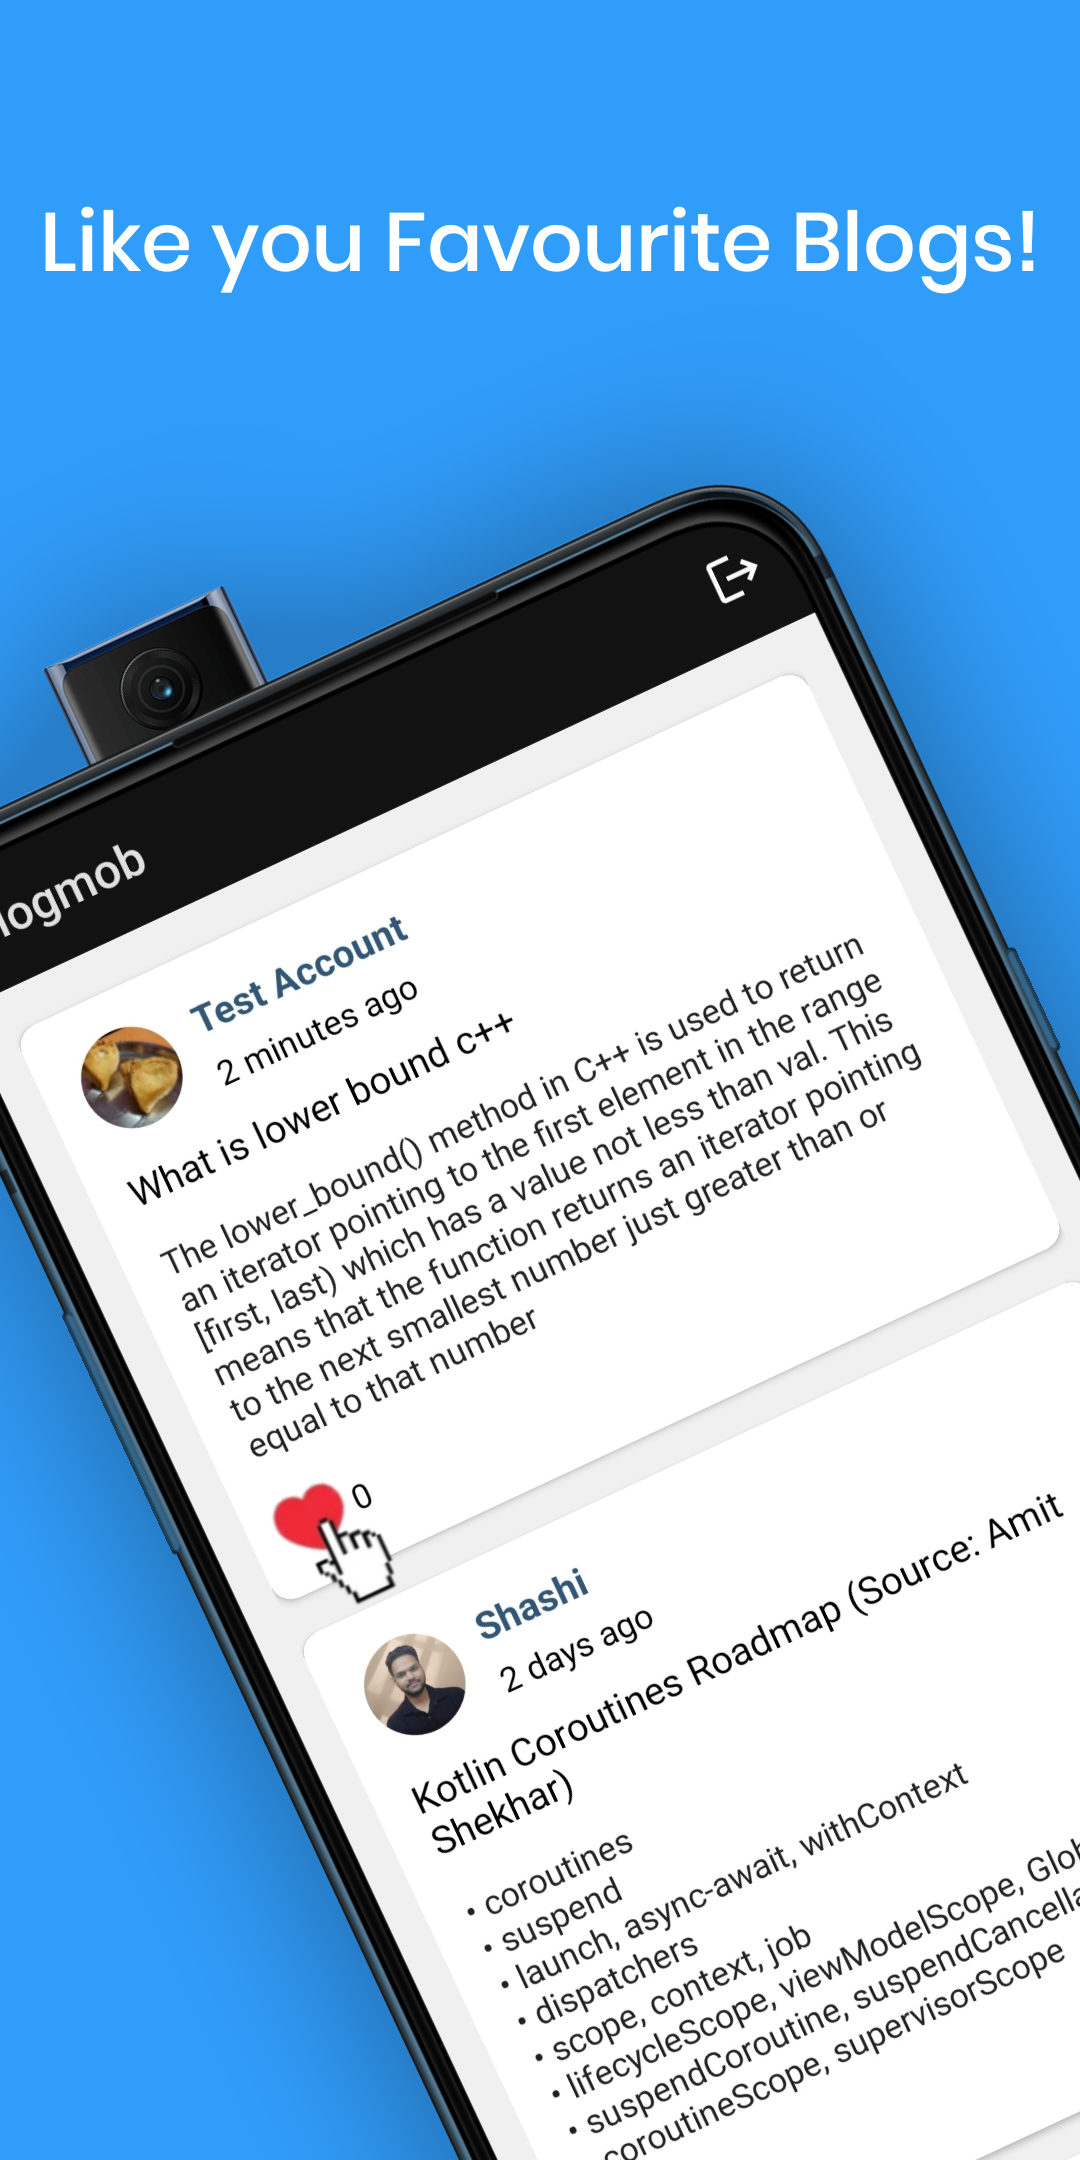 Like you Favourite Blogs!
logmob
Test Account
2 minutes ago
What is lower bound c++
The lower_bound() method in C++ is used to return
an iterator pointing to the first element in the range
[first, last) which has a value not less than val. This
means that the function returns an iterator pointing
to the next smallest number just greater than or
equal to that number
0
Shashi
2 days ago
Kotlin Coroutines Roadmap (Source: Amit
Shekhar)
• coroutines
• suspend
• launch, async-await, withContext
• dispatchers
• scope, context, job
• lifecycleScope, viewModelScope, Glob
• suspendCoroutine, suspendCancella
coroutineScope, supervisorScope